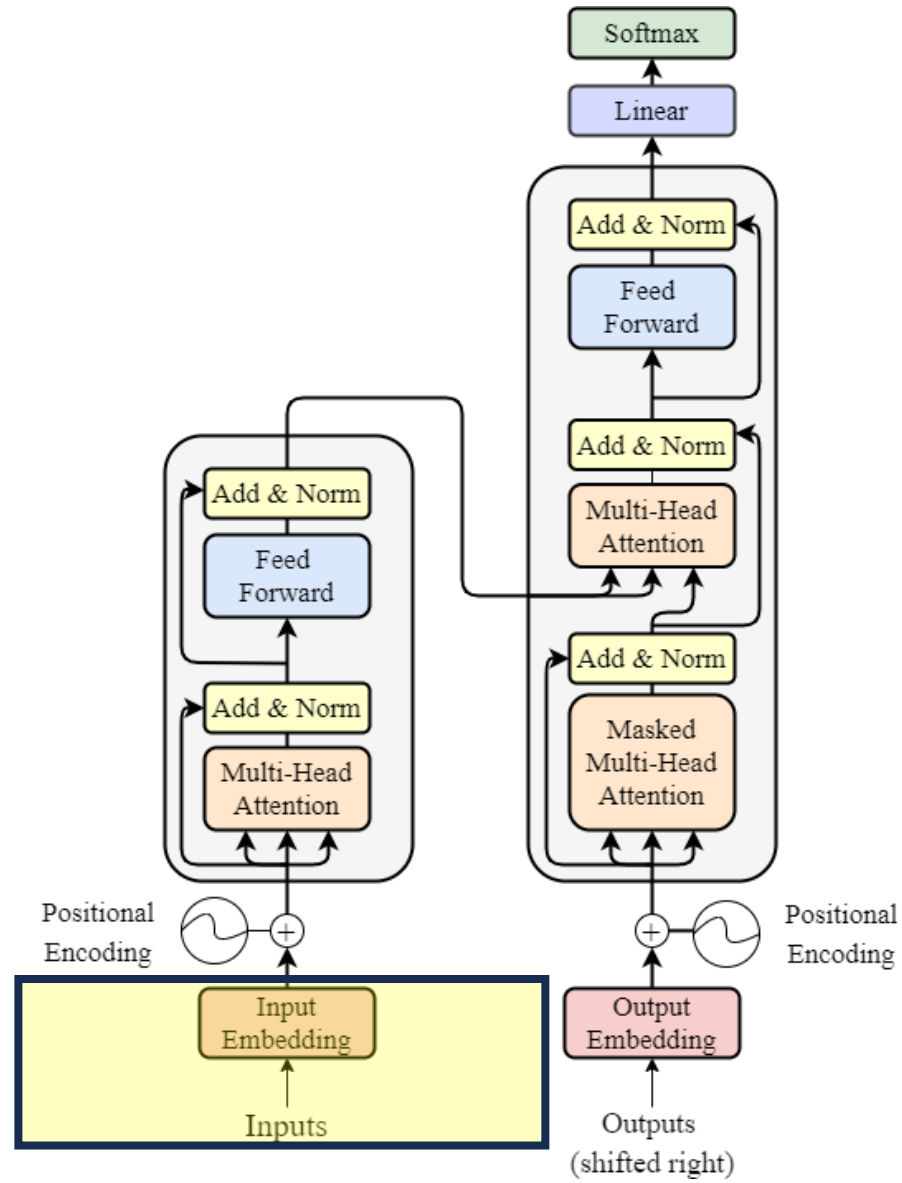 Softmax
Linear
Add & Norm
Feed
Forward
Add & Norm
Multi-Head
Attention
Add & Norm
Masked
Multi-Head
Attention
Add & Norm
Feed
Forward
Add & Norm
Multi-Head
Attention
Positional
Encoding
Positional
Encoding
Input
Embedding
Inputs
Output
Embedding
Outputs
(shifted right)